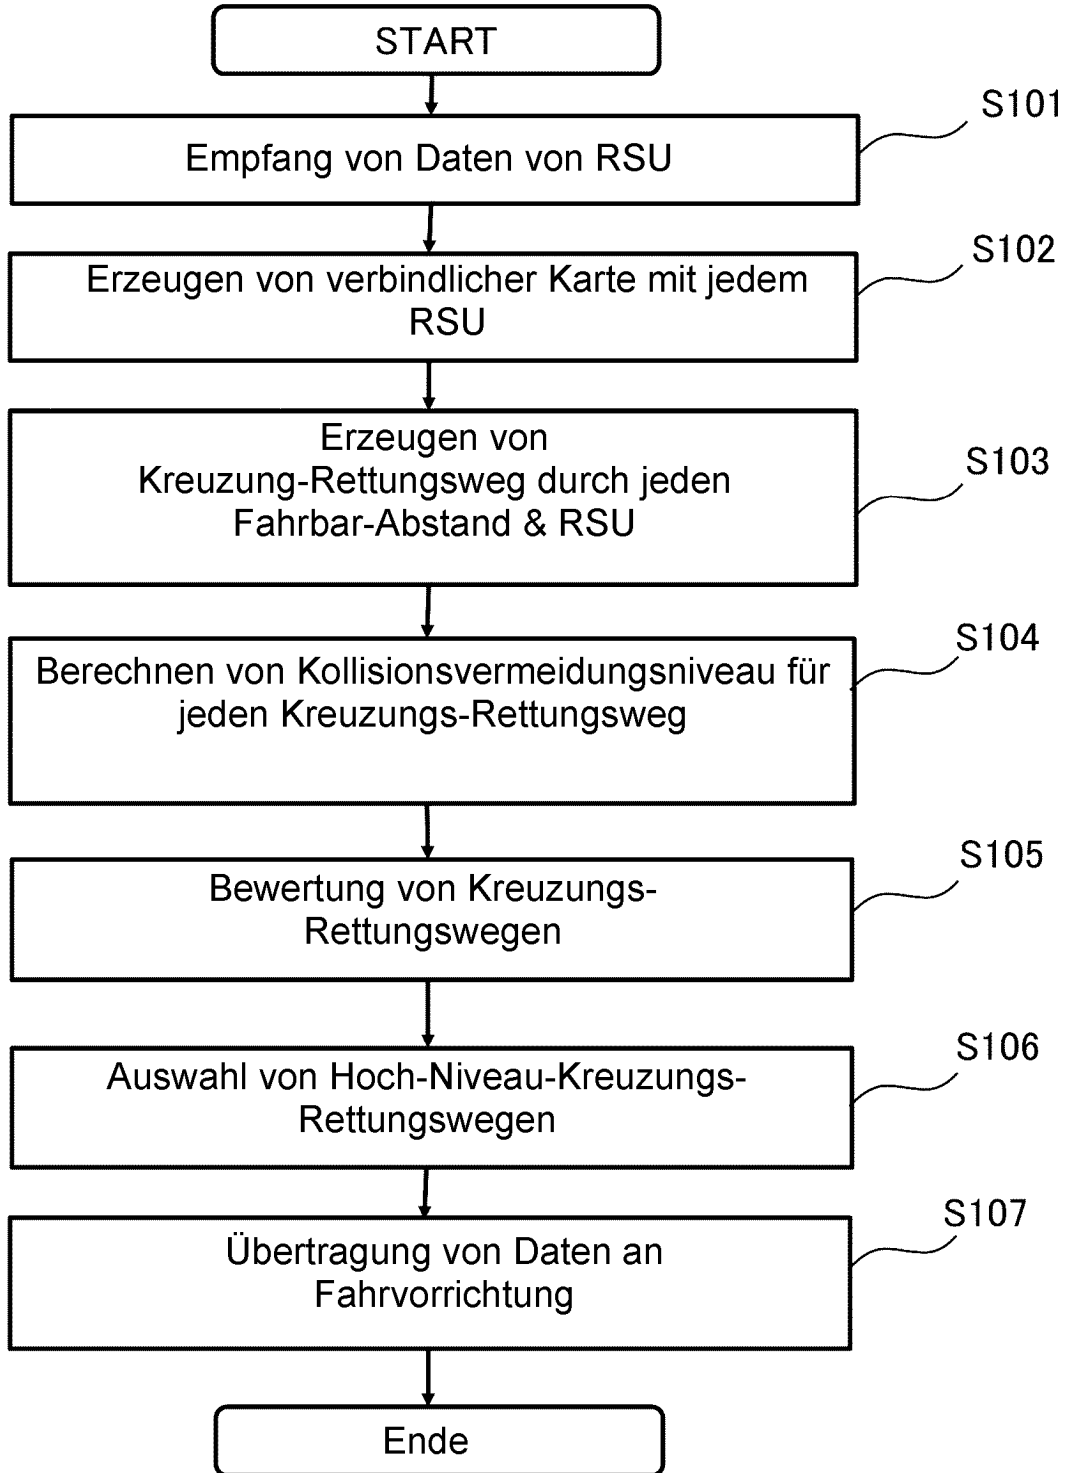 START
S101
Empfang von Daten von RSU
S102
Erzeugen von verbindlicher Karte mit jedem
RSU
S103
Erzeugen von
Kreuzung-Rettungsweg durch jeden
Fahrbar-Abstand & RSU
S104
Berechnen von Kollisionsvermeidungsniveau für
jeden Kreuzungs-Rettungsweg
S105
Bewertung von Kreuzungs-
Rettungswegen
S106
Auswahl von Hoch-Niveau-Kreuzungs-
Rettungswegen
S107
Übertragung von Daten an
Fahrvorrichtung
Ende